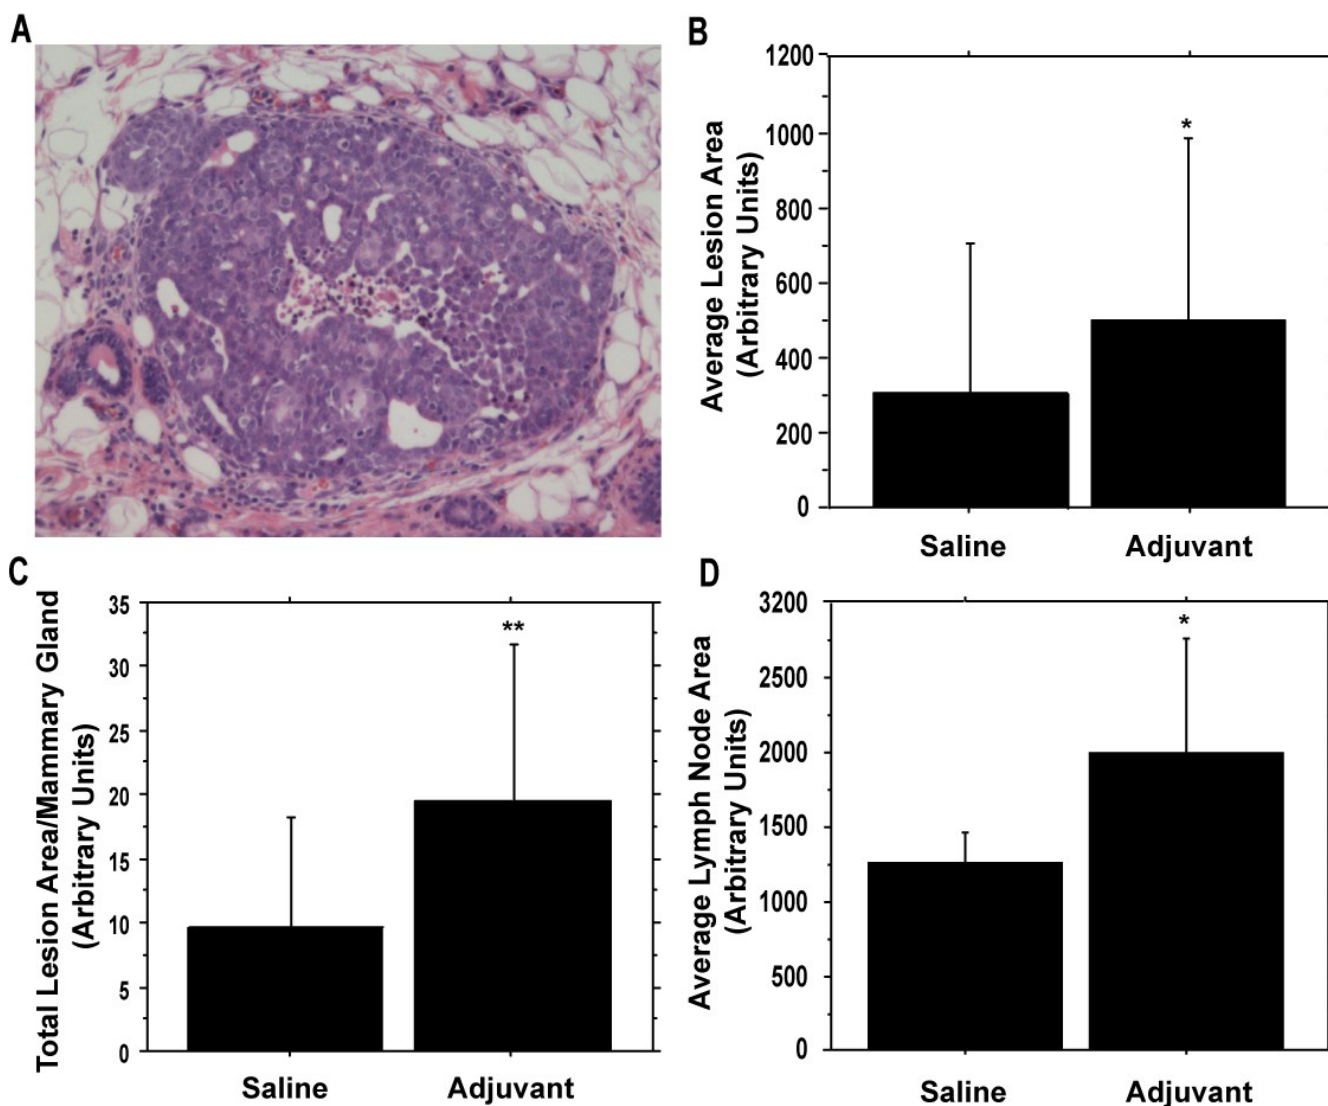 A
B
Average Lesion Area
(Arbitrary Units)
1200
1000
800
600
400
200
0
*
Saline
Adjuvant
C
Total Lesion Area/Mammary Gland
(Arbitrary Units)
35
30
25
20
15
10
5
0
**
Saline
Adjuvant
D
Average Lymph Node Area
(Arbitrary Units)
3200
2500
2000
1500
1000
500
0
*
Saline
Adjuvant